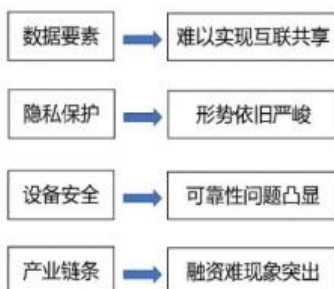 数据要素 难以实现互联共享
隐私保护 形势依旧严峻
设备安全 可靠性问题凸显
产业链条 融资难现象突出